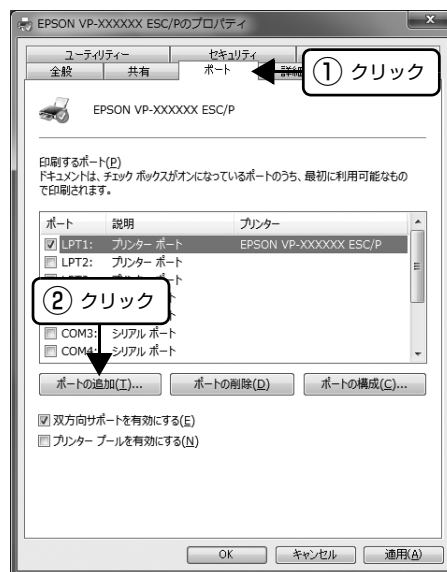 EPSON VP-XXXXXX ESC/Pのプロパティ
ユーティリティー セキュリティ
全般 共有 ポート
① クリック
EPSON VP-XXXXXX ESC/P
印刷するポート(P)
ドキュメントは、チェック ボックスがオンになっているポートのうち、最初に利用可能なもの
で印刷されます。
ポート 説明 プリンター
LPT1: プリンター ポート EPSON VP-XXXXXX ESC/P
LPT2: プリンター ポート
② クリック
COM3: シリアル ポート
COM4: シリアル ポート
ポートの追加(T)... ポートの削除(D) ポートの構成(C)...
双方向サポートを有効にする(E)
プリンター プールを有効にする(N)
OK キャンセル 適用(A)